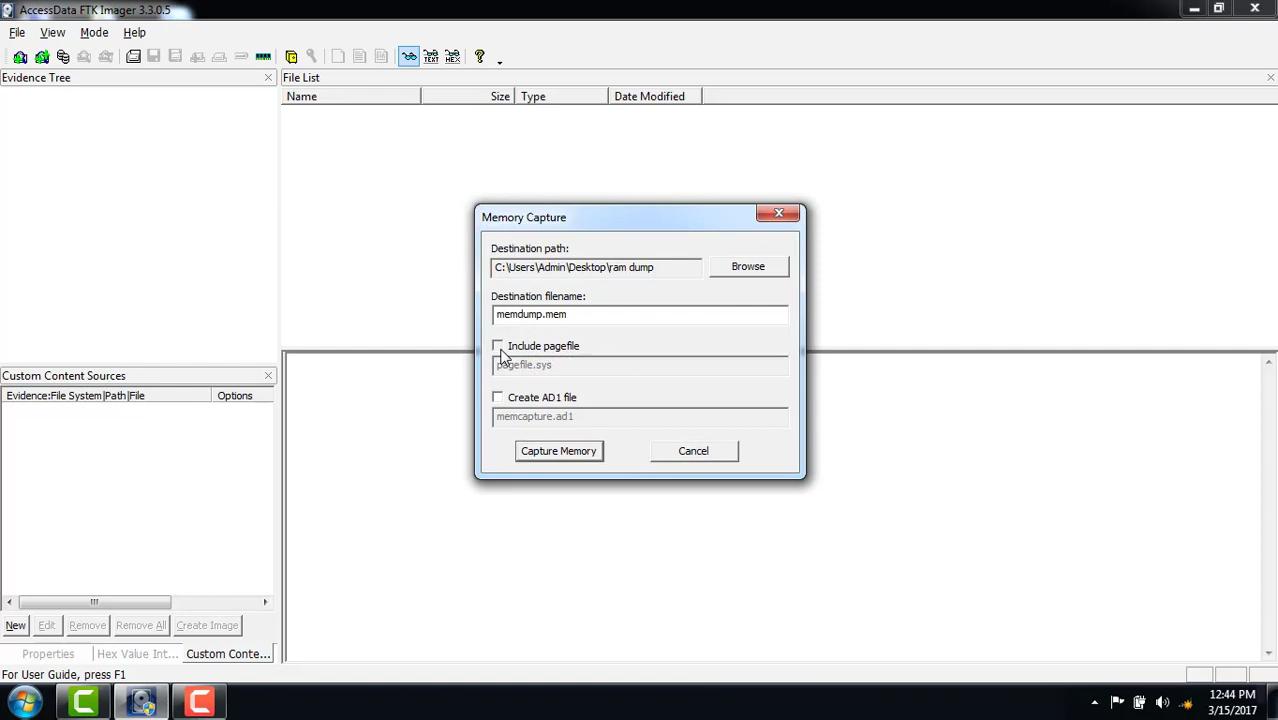 AccessData FTK Imager 3.3.0.5
File View Mode Help
TEXT HEX ?
Evidence Tree
File List
Name Size Type Date Modified
Memory Capture
Destination path:
C:\Users\Admin\Desktop\ram dump Browse
Destination filename:
memdump.mem
Include pagefile
pagefile.sys
Create AD1 file
memcapture.ad1
Capture Memory Cancel
Custom Content Sources
Evidence:File System|Path|File Options
New Edit Remove Remove All Create Image
Properties Hex Value Int... Custom Conte...
For User Guide, press F1
12:44 PM
3/15/2017